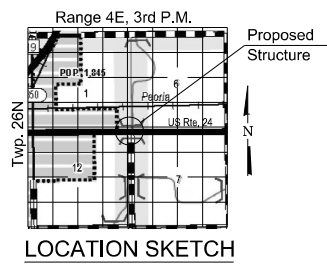 Range 4E, 3rd P.M.
Proposed
Structure
Twp. 26N
9
POP. 1,845
6
50
1
Peoria
US Rte. 24
N
12
7
LOCATION SKETCH